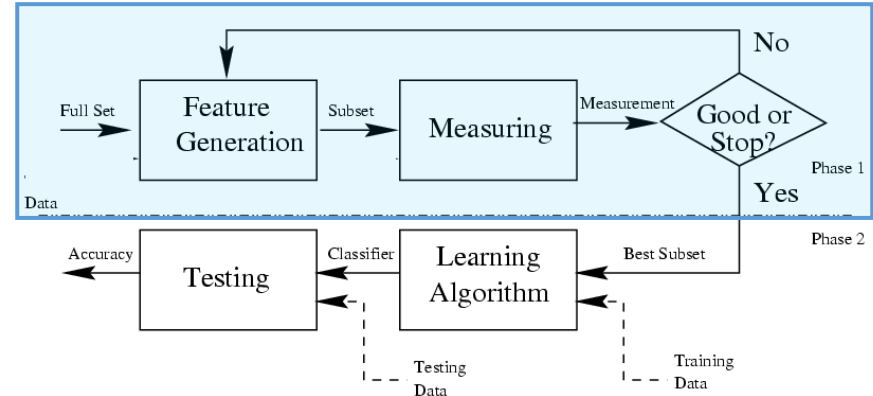 No
Full Set
Feature
Generation
Subset
Measuring
Measurement
Good or
Stop?
Phase 1
Yes
Data
Phase 2
Accuracy
Testing
Classifier
Learning
Algorithm
Best Subset
Testing
Data
Training
Data